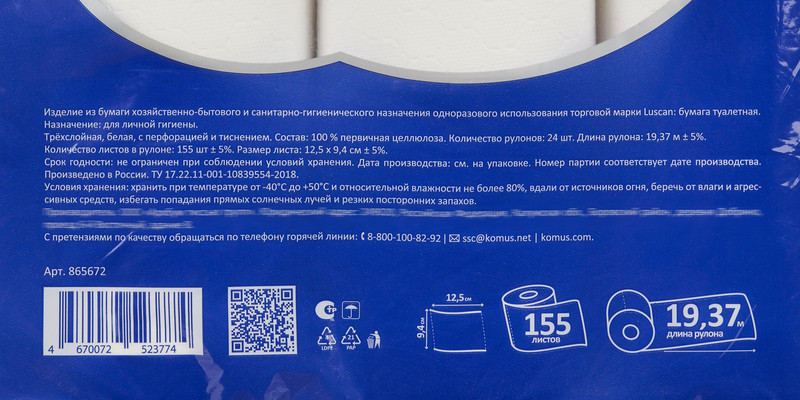 Изделие из бумаги хозяйственно-бытового и санитарно-гигиенического назначения одноразового использования торговой марки Luscan: бумага туалетная.
Назначение: для личной гигиены.
Трёхслойная, белая, с перфорацией и тиснением. Состав: 100 % первичная целлюлоза. Количество рулонов: 24 шт. Длина рулона: 19,37 м ± 5%.
Количество листов в рулоне: 155 шт ± 5%. Размер листа: 12,5 х 9,4 см ± 5%.
Срок годности: не ограничен при соблюдении условий хранения. Дата производства: см. на упаковке. Номер партии соответствует дате производства.
Произведено в России. ТУ 17.22.11-001-10839554-2018.
Условия хранения: хранить при температуре от -40°С до +50°С и относительной влажности не более 80%, вдали от источников огня, беречь от влаги и агрес-
сивных средств, избегать попадания прямых солнечных лучей и резких посторонних запахов.
С претензиями по качеству обращаться по телефону горячей линии: 8-800-100-82-92 | ssc@komus.net | komus.com.
Арт. 865672
4 670072 523774
СТР
LDPE
21
PAP
12,5 см
9,4 см
155
листов
19,37 м
длина рулона